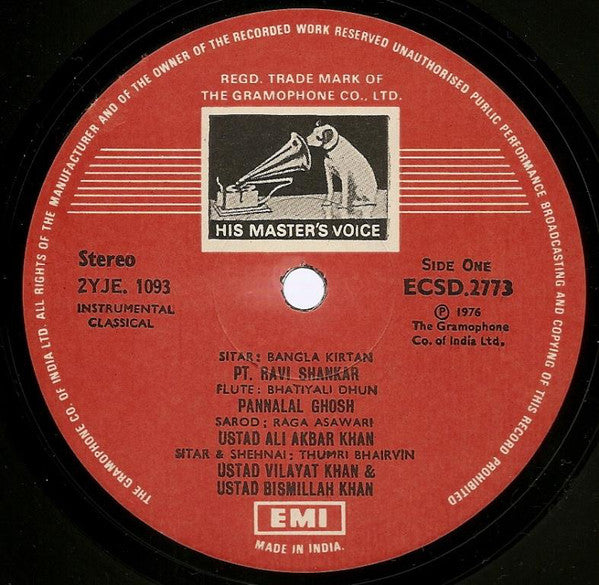 THE GRAMOPHONE CO. OF INDIA LTD. ALL RIGHTS OF THE MANUFACTURER AND OF THE OWNER OF THE RECORDED WORK RESERVED UNAUTHORISED PUBLIC PERFORMANCE BROADCASTING AND COPYING OF THIS RECORD PROHIBITED
REGD. TRADE MARK OF
THE GRAMOPHONE CO., LTD.
HIS MASTER'S VOICE
Stereo
2YJE. 1093
INSTRUMENTAL
CLASSICAL
SIDE ONE
ECSD.2773
Ⓟ 1976
The Gramophone
Co. of India Ltd.
SITAR: BANGLA KIRTAN
PT. RAVI SHANKAR
FLUTE: BHATIYALI DHUN
PANNALAL GHOSH
SAROD: RAGA ASAWARI
USTAD ALI AKBAR KHAN
SITAR & SHEHNAI: THUMRI BHAIRVIN
USTAD VILAYAT KHAN &
USTAD BISMILLAH KHAN
EMI
MADE IN INDIA.